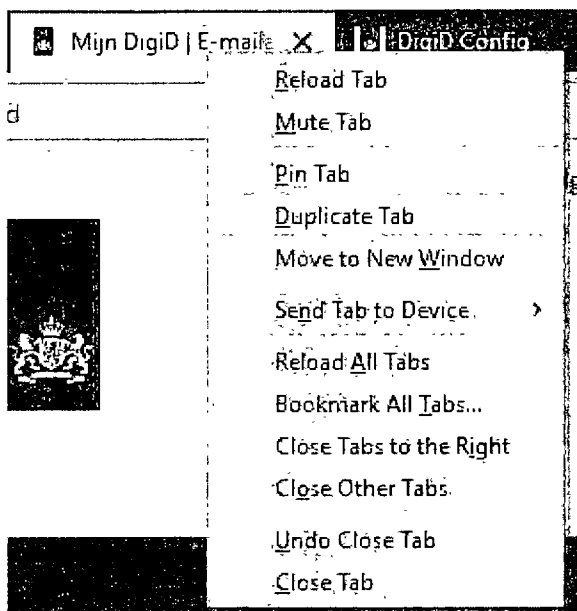 Mijn DigiD | E-mails
DigiD Config
d
Reload Tab
Mute Tab
Pin Tab
Duplicate Tab
Move to New Window
Send Tab to Device
Reload All Tabs
Bookmark All Tabs...
Close Tabs to the Right
Close Other Tabs
Undo Close Tab
Close Tab